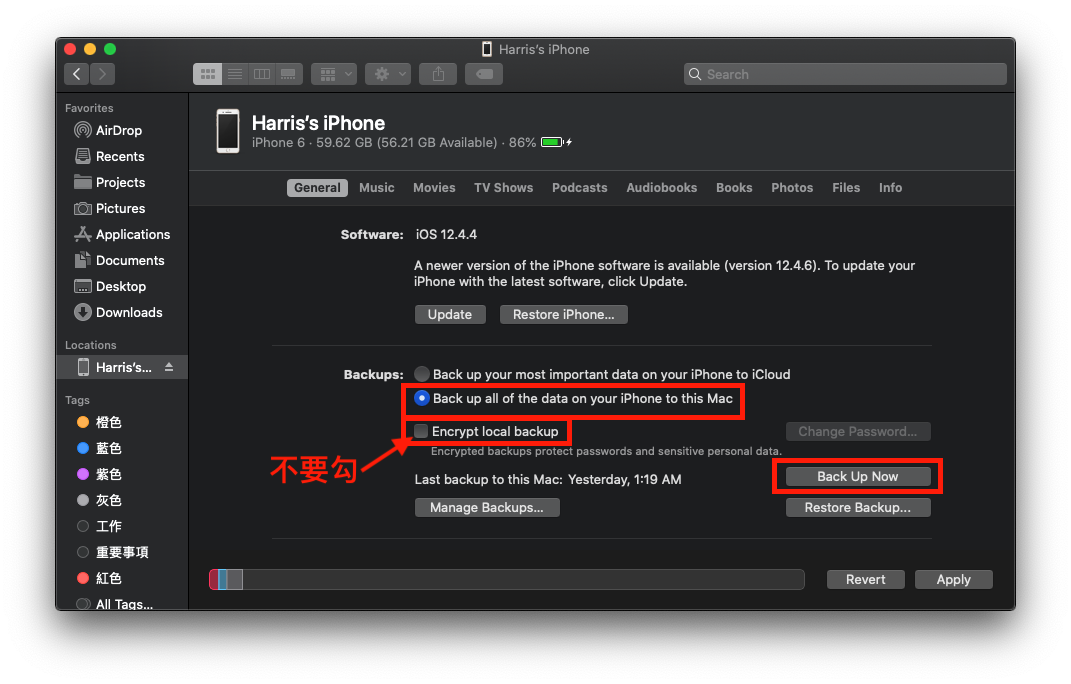 Harris's iPhone
Search
Favorites
AirDrop
Recents
Projects
Pictures
Applications
Documents
Desktop
Downloads
Locations
Harris's...
Tags
橙色
藍色
紫色
灰色
工作
重要事項
紅色
All Tags...
Harris's iPhone
iPhone 6 · 59.62 GB (56.21 GB Available) · 86%
General Music Movies TV Shows Podcasts Audiobooks Books Photos Files Info
Software: iOS 12.4.4
A newer version of the iPhone software is available (version 12.4.6). To update your
iPhone with the latest software, click Update.
Update Restore iPhone...
Backups: Back up your most important data on your iPhone to iCloud
Back up all of the data on your iPhone to this Mac
Encrypt local backup Change Password...
Encrypted backups protect passwords and sensitive personal data.
不要勾
Last backup to this Mac: Yesterday, 1:19 AM Back Up Now
Manage Backups... Restore Backup...
Revert Apply